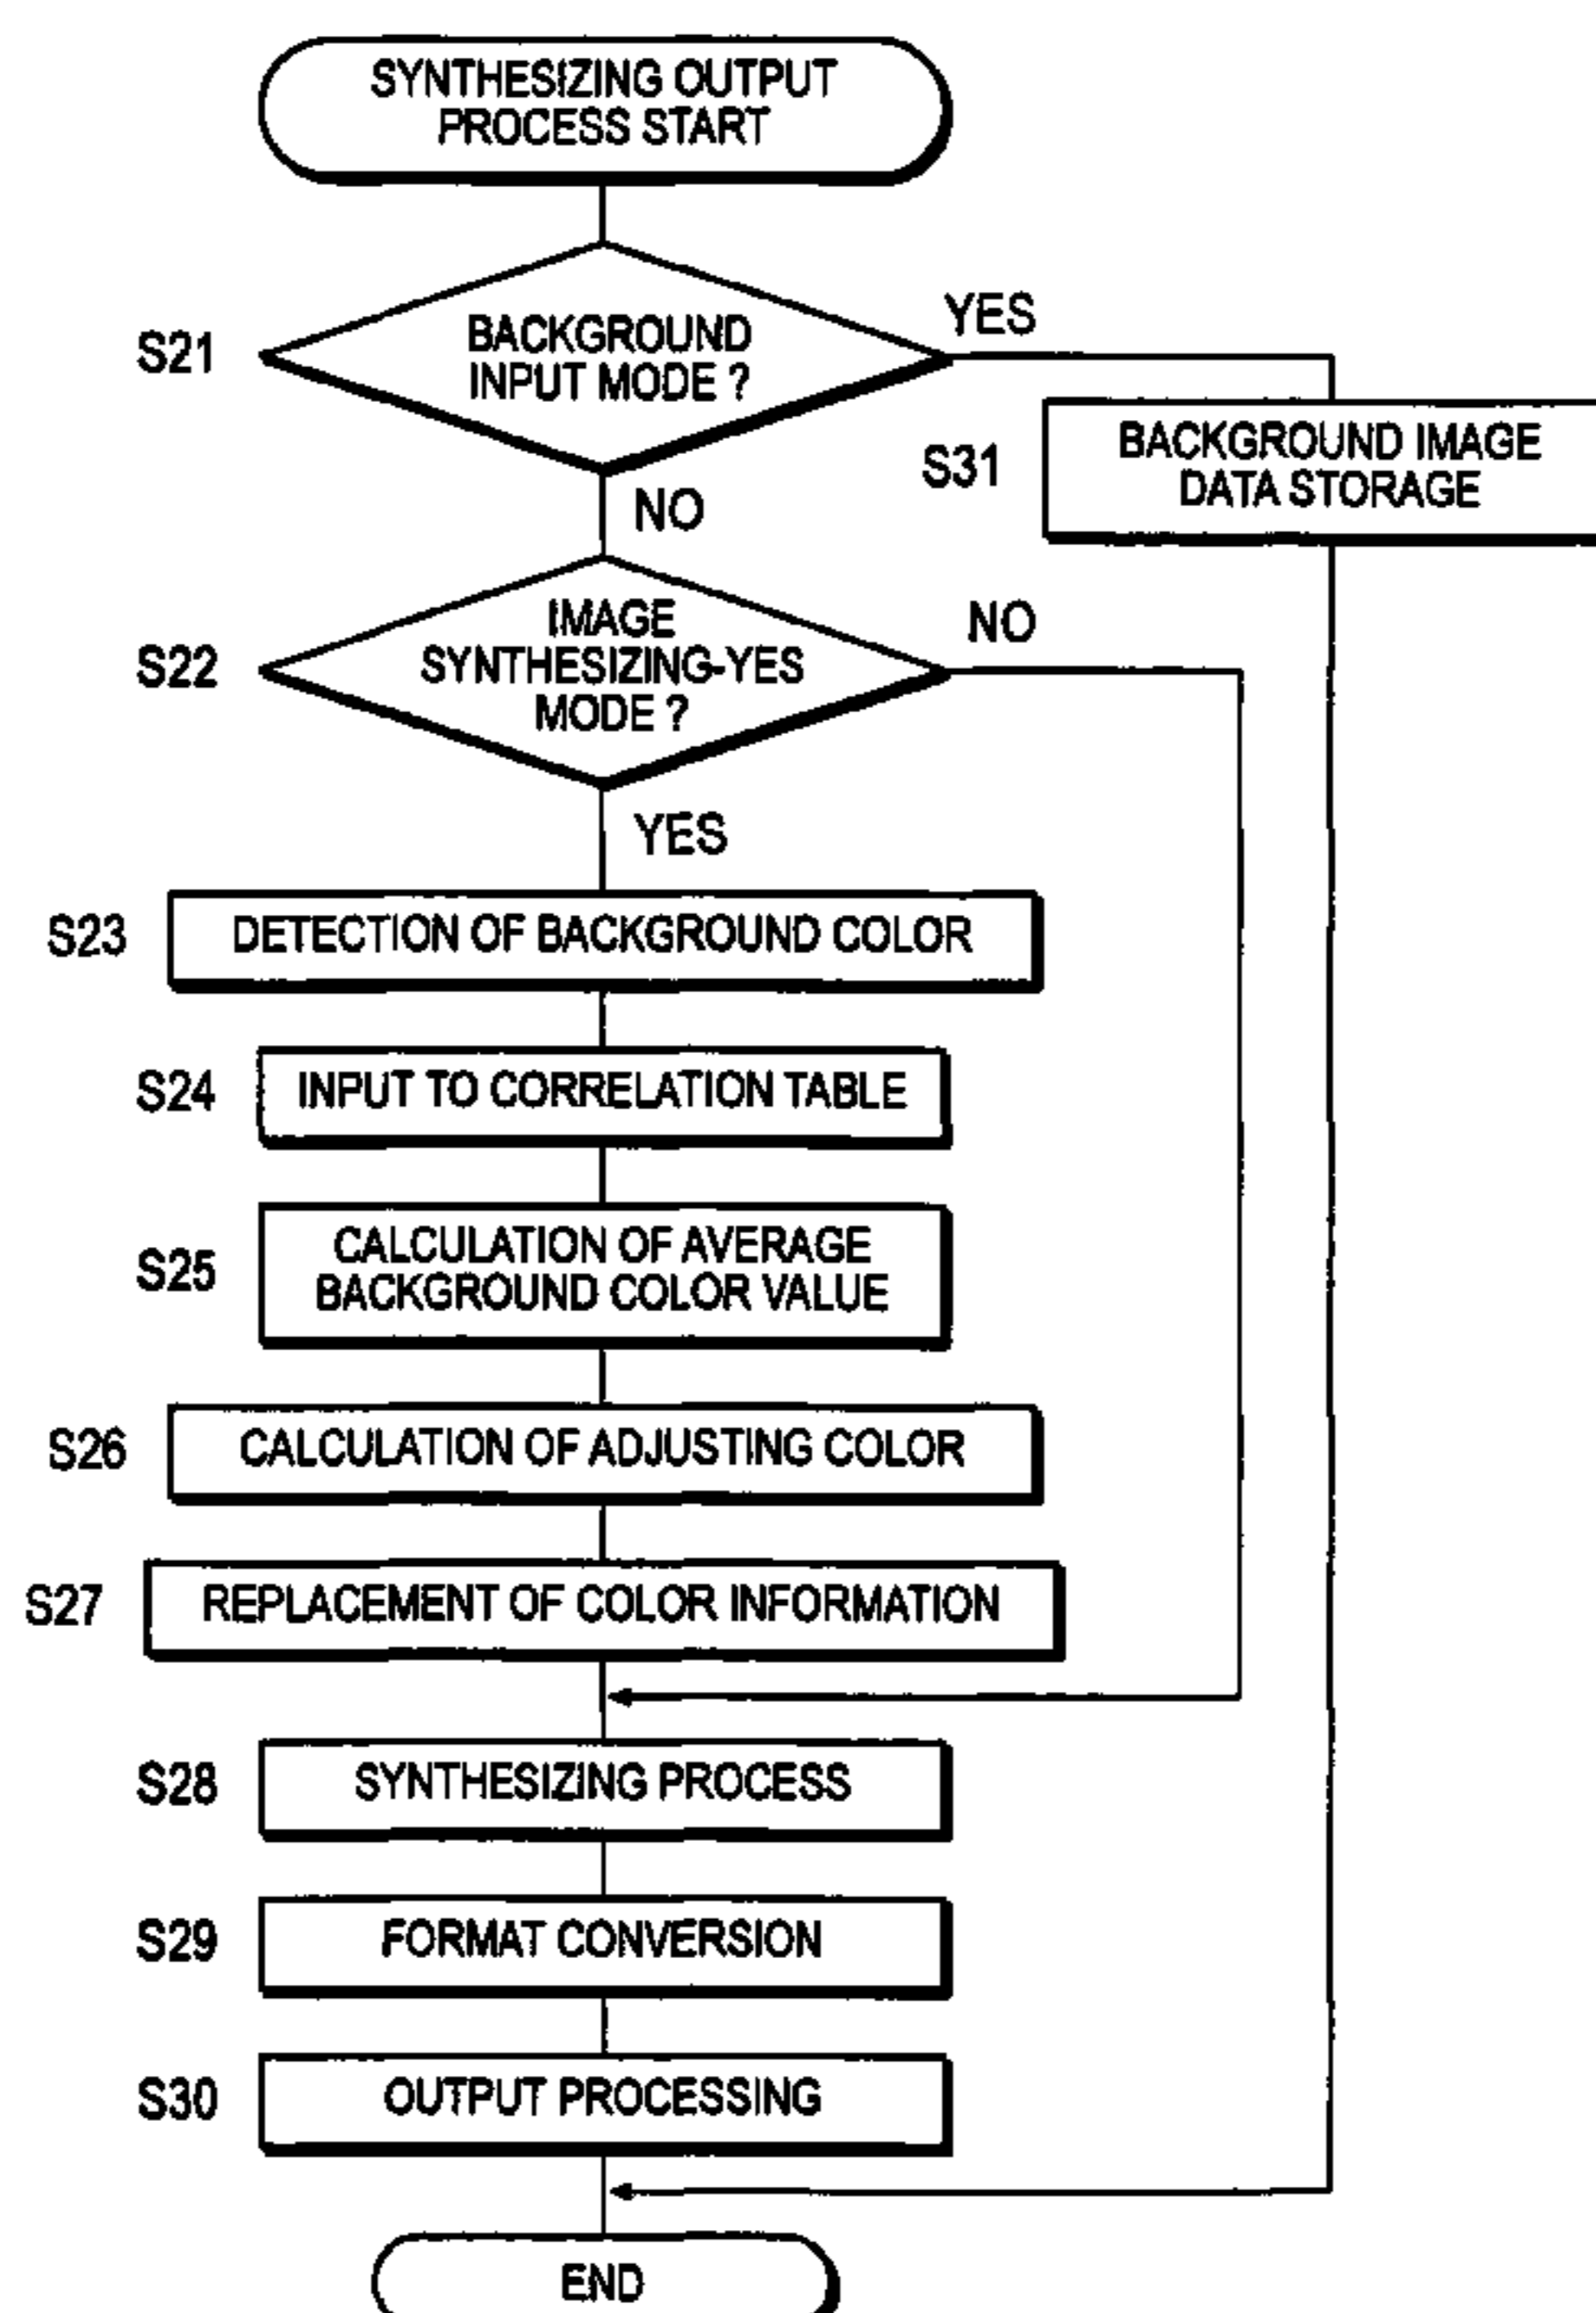 SYNTHESIZING OUTPUT
PROCESS START
S21
BACKGROUND
INPUT MODE ?
YES
S31
BACKGROUND IMAGE
DATA STORAGE
NO
S22
IMAGE
SYNTHESIZING-YES
MODE ?
NO
YES
S23
DETECTION OF BACKGROUND COLOR
S24
INPUT TO CORRELATION TABLE
S25
CALCULATION OF AVERAGE
BACKGROUND COLOR VALUE
S26
CALCULATION OF ADJUSTING COLOR
S27
REPLACEMENT OF COLOR INFORMATION
S28
SYNTHESIZING PROCESS
S29
FORMAT CONVERSION
S30
OUTPUT PROCESSING
END